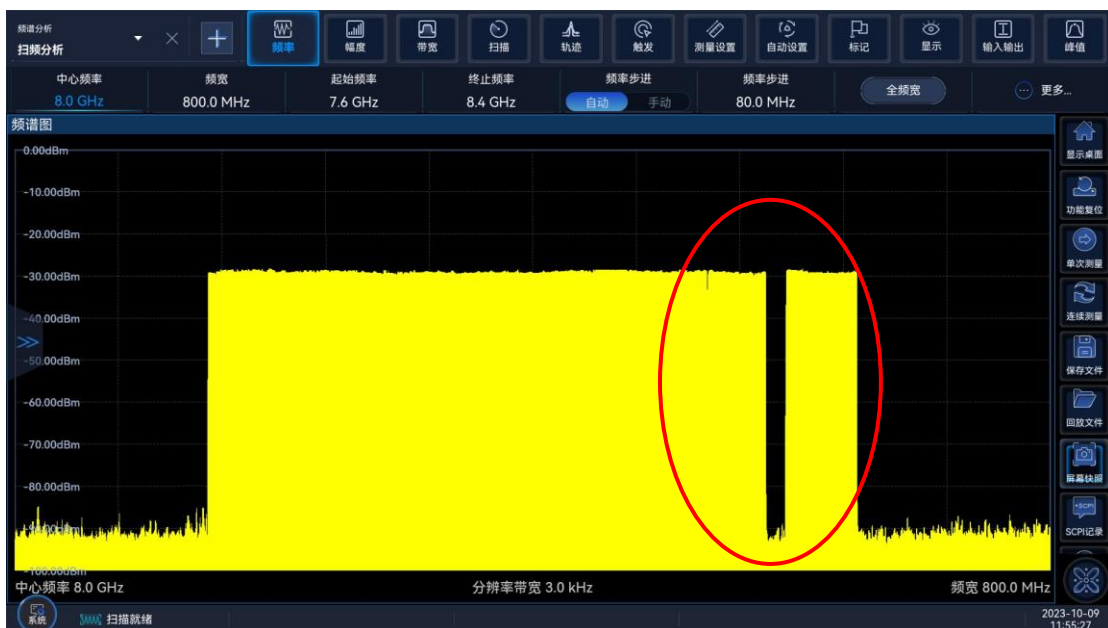 频谱分析
扫频分析
频率
幅度
带宽
扫描
轨迹
触发
测量设置
自动设置
标记
显示
输入输出
峰值
中心频率
8.0 GHz
频宽
800.0 MHz
起始频率
7.6 GHz
终止频率
8.4 GHz
频率步进
自动 手动
频率步进
80.0 MHz
全频宽
更多...
频谱图
0.00dBm
-10.00dBm
-20.00dBm
-30.00dBm
-40.00dBm
-50.00dBm
-60.00dBm
-70.00dBm
-80.00dBm
-100.00dBm
中心频率 8.0 GHz
分辨率带宽 3.0 kHz
频宽 800.0 MHz
显示桌面
功能复位
单次测量
连续测量
保存文件
回放文件
屏幕快照
+SCPI
SCPI记录
系统
扫描就绪
2023-10-09
11:55:27